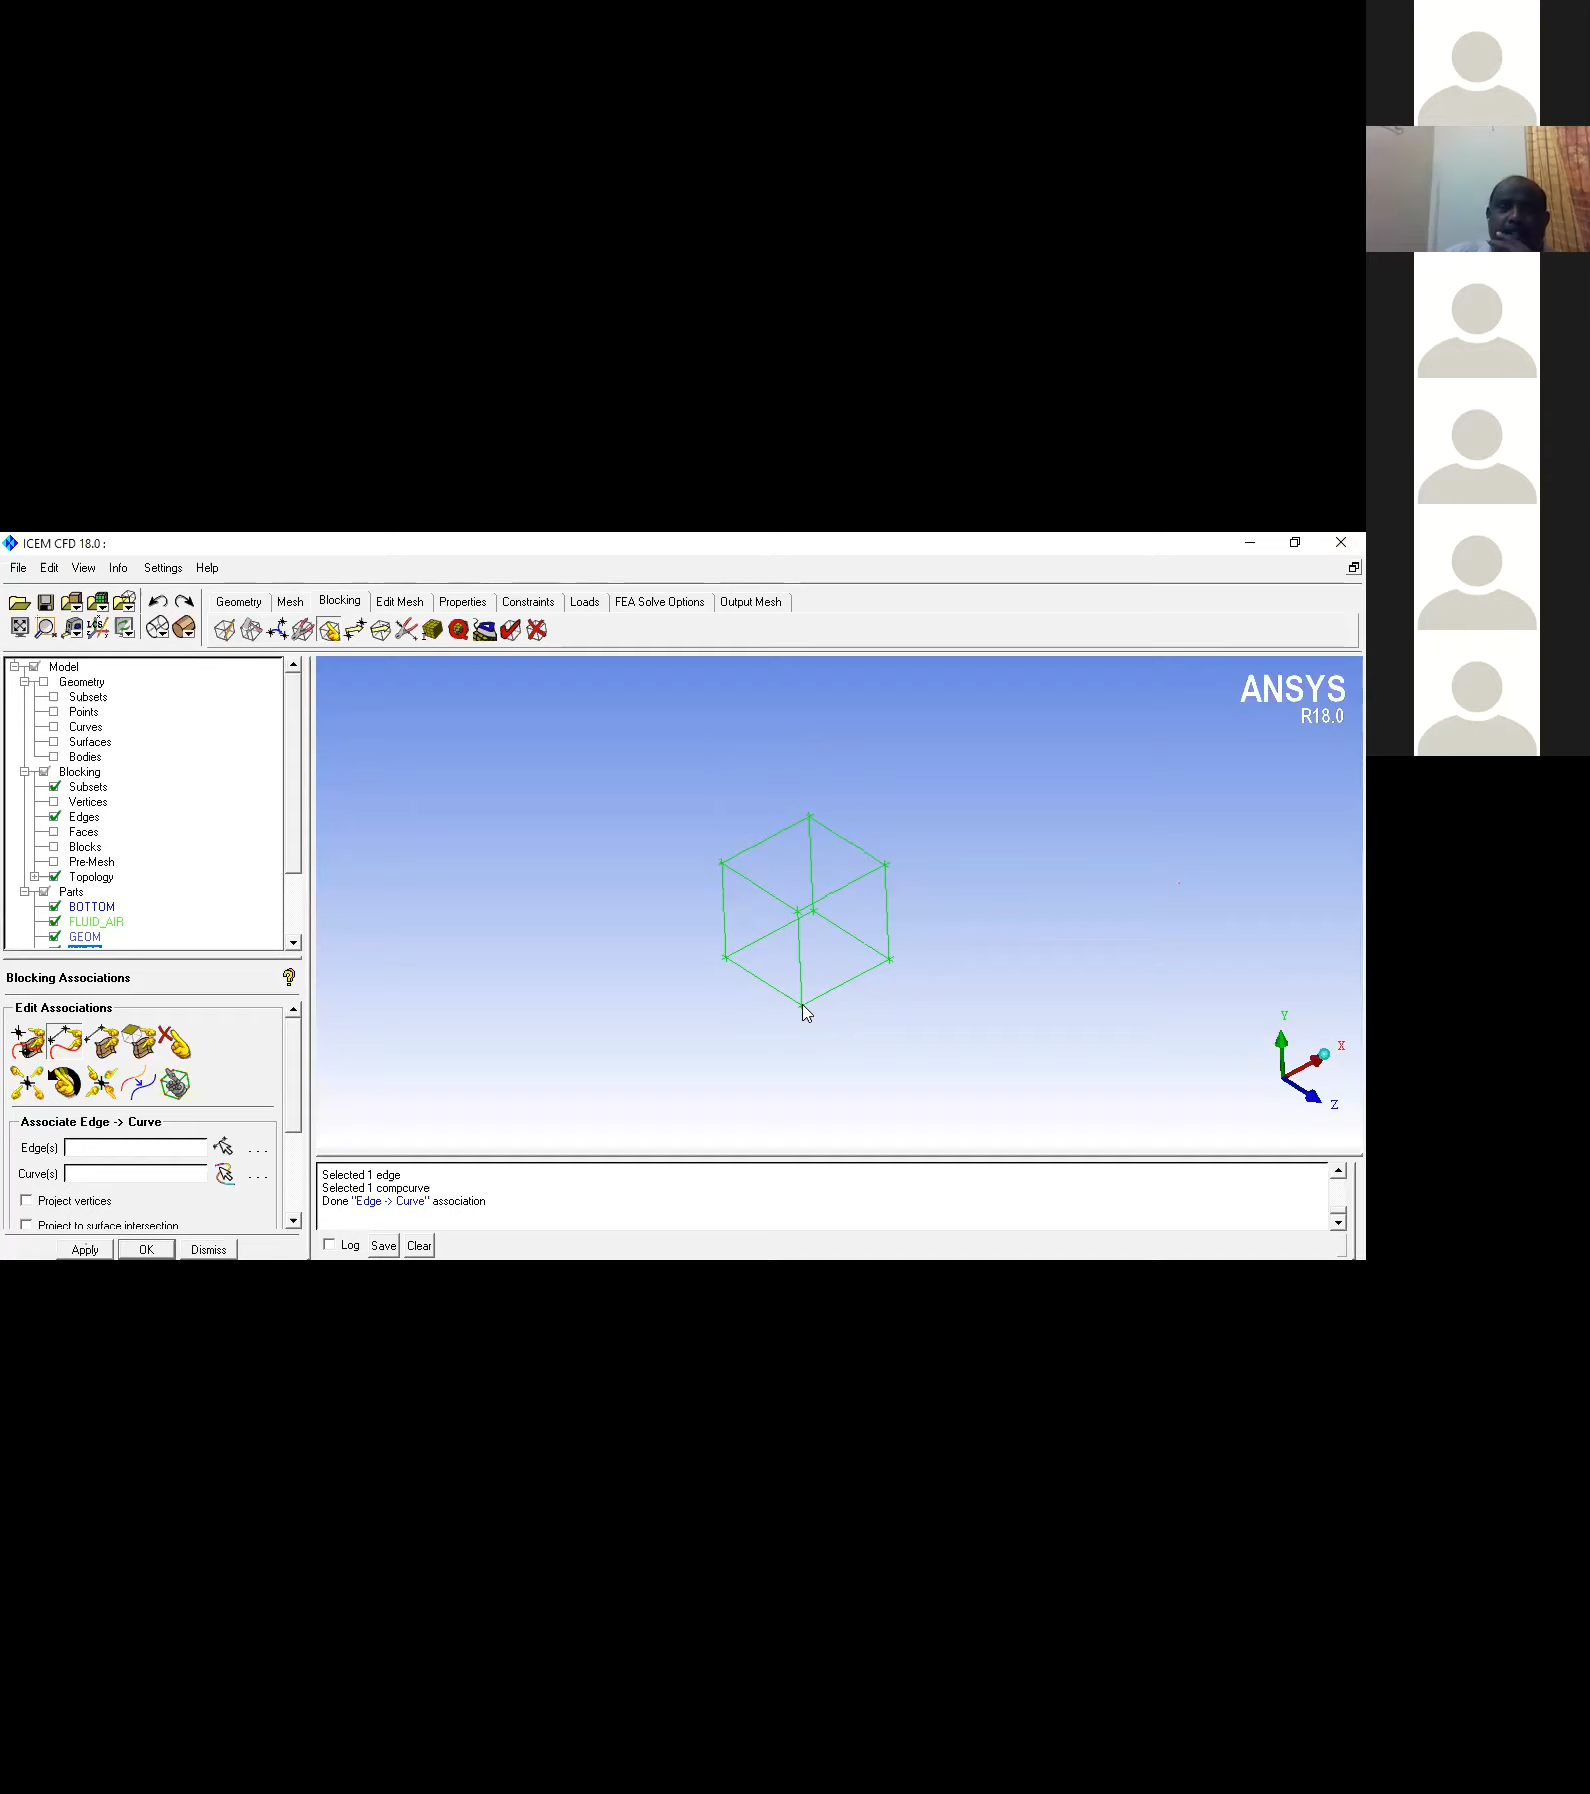 ICEM CFD 18.0 :
File Edit View Info Settings Help
Geometry Mesh Blocking Edit Mesh Properties Constraints Loads FEA Solve Options Output Mesh
LCS
Model
Geometry
Subsets
Points
Curves
Surfaces
Bodies
Blocking
Subsets
Vertices
Edges
Faces
Blocks
Pre-Mesh
Topology
Parts
BOTTOM
FLUID_AIR
GEOM
ANSYS
R18.0
Y
X
Z
Blocking Associations
Edit Associations
Associate Edge -> Curve
Edge(s) ...
Curve(s) ...
Project vertices
Project to surface intersection
Apply OK Dismiss
Selected 1 edge
Selected 1 compcurve
Done "Edge -> Curve" association
Log Save Clear